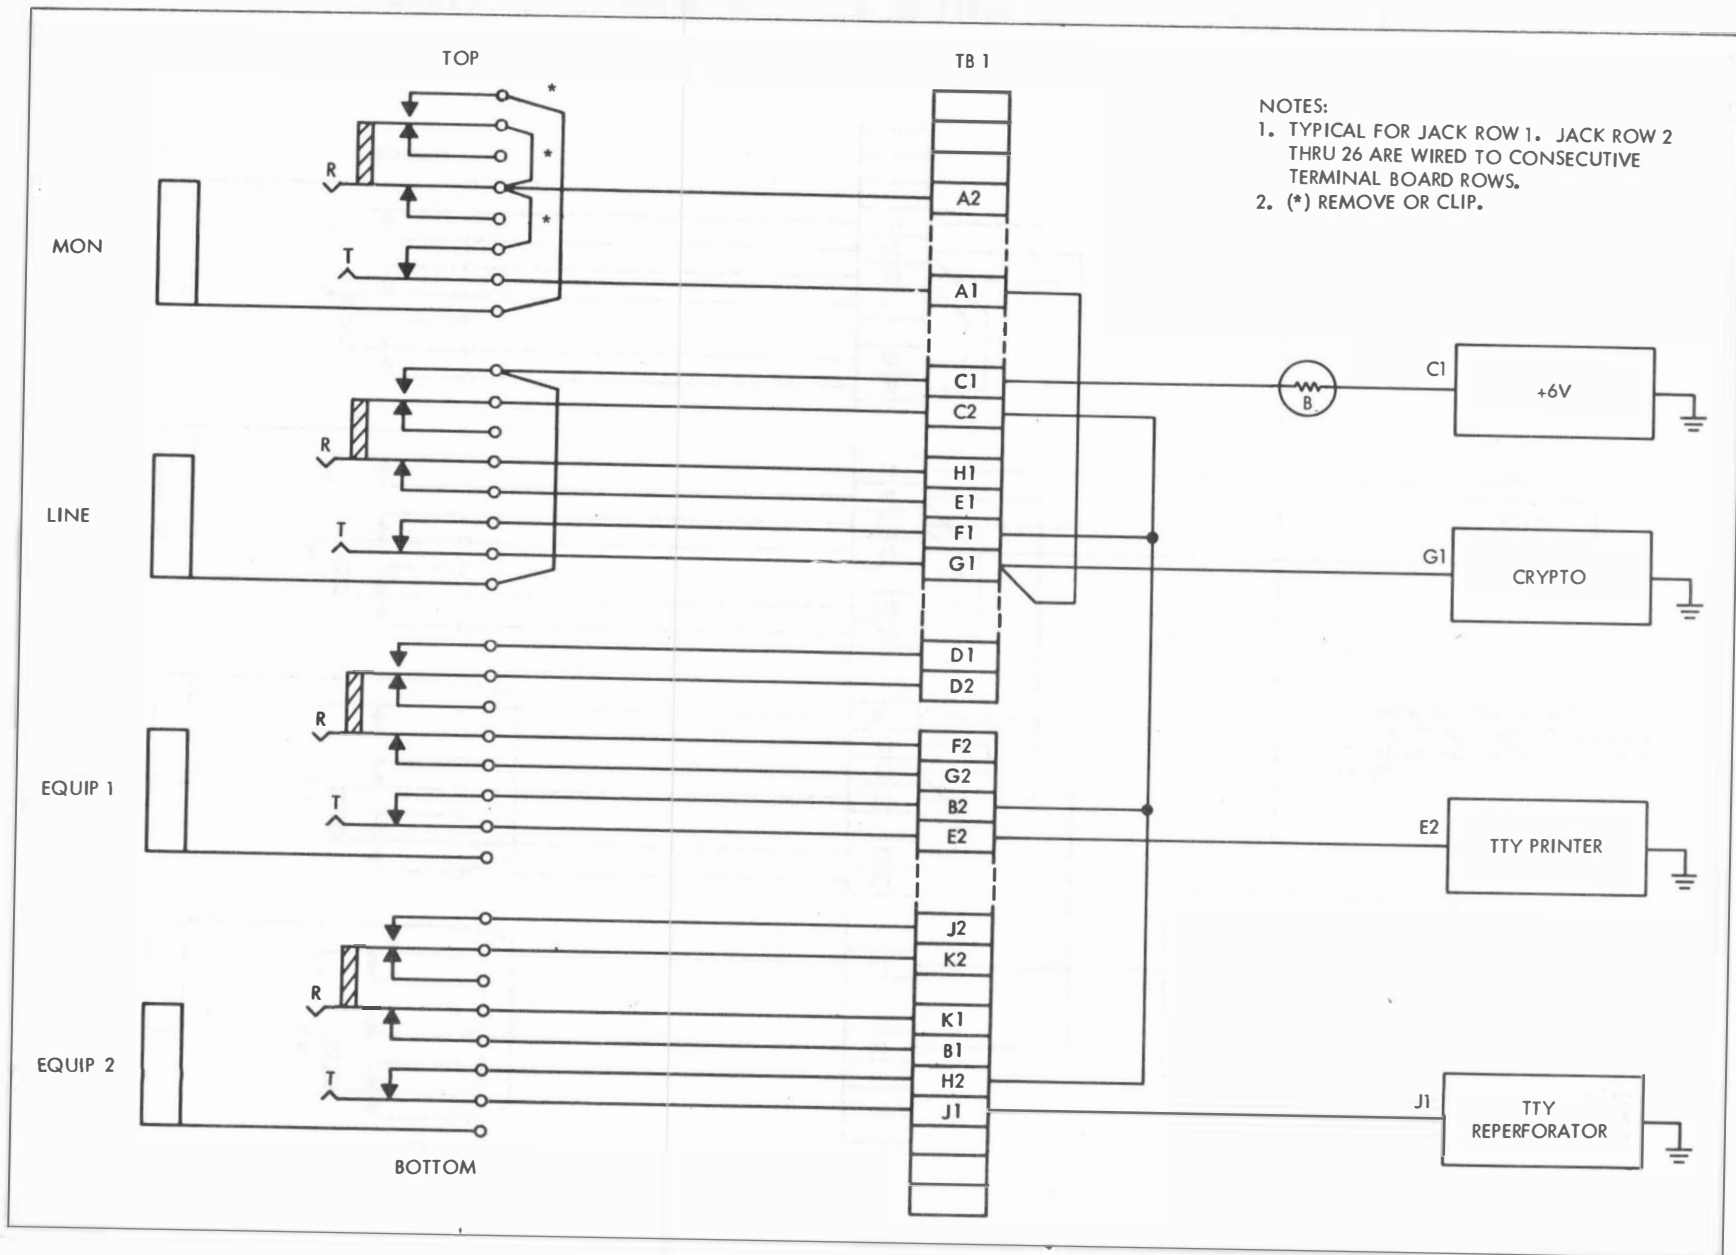 TOP
TB 1
NOTES:
1. TYPICAL FOR JACK ROW 1. JACK ROW 2
THRU 26 ARE WIRED TO CONSECUTIVE
TERMINAL BOARD ROWS.
2. (*) REMOVE OR CLIP.
*
*
*
R
T
MON
A2
A1
C1
C2
H1
E1
F1
G1
R
T
LINE
B
C1
+6V
G1
CRYPTO
D1
D2
R
T
EQUIP 1
F2
G2
B2
E2
E2
TTY PRINTER
J2
K2
R
T
EQUIP 2
K1
B1
H2
J1
J1
TTY
REPERFORATOR
BOTTOM